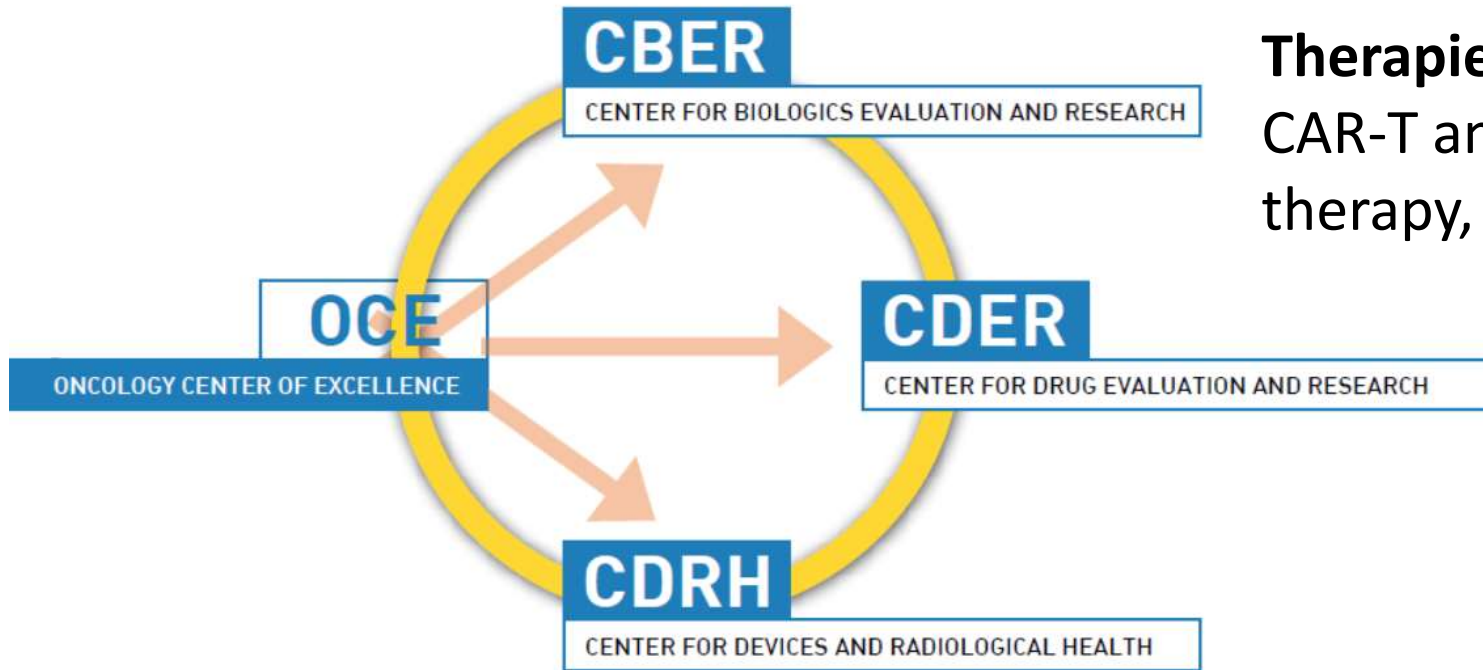 CBER
CENTER FOR BIOLOGICS EVALUATION AND RESEARCH
CAR-T
therapy,
OCE
ONCOLOGY CENTER OF EXCELLENCE
CDER
CENTER FOR DRUG EVALUATION AND RESEARCH
CDRH
CENTER FOR DEVICES AND RADIOLOGICAL HEALTH